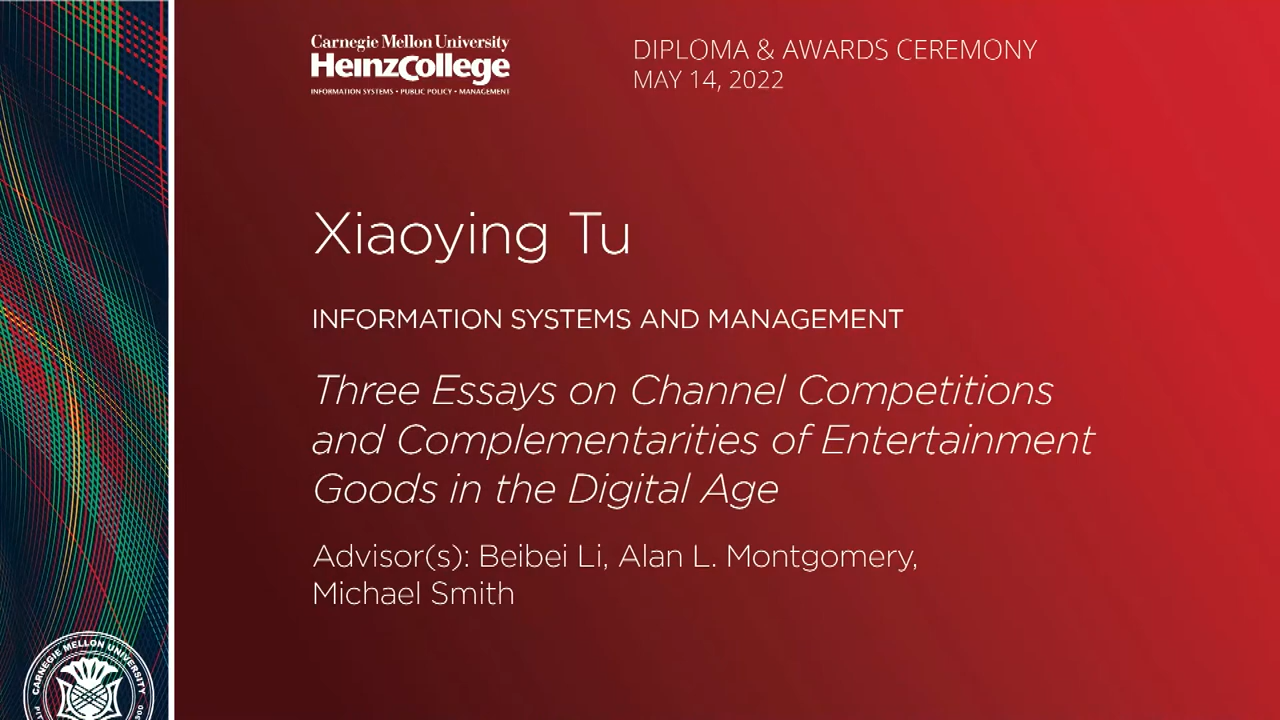 Carnegie Mellon University
HeinzCollege
INFORMATION SYSTEMS • PUBLIC POLICY • MANAGEMENT
DIPLOMA & AWARDS CEREMONY
MAY 14, 2022
Xiaoying Tu
INFORMATION SYSTEMS AND MANAGEMENT
Three Essays on Channel Competitions
and Complementarities of Entertainment
Goods in the Digital Age
Advisor(s): Beibei Li, Alan L. Montgomery,
Michael Smith
CARNEGIE MELLON UNIVERSITY